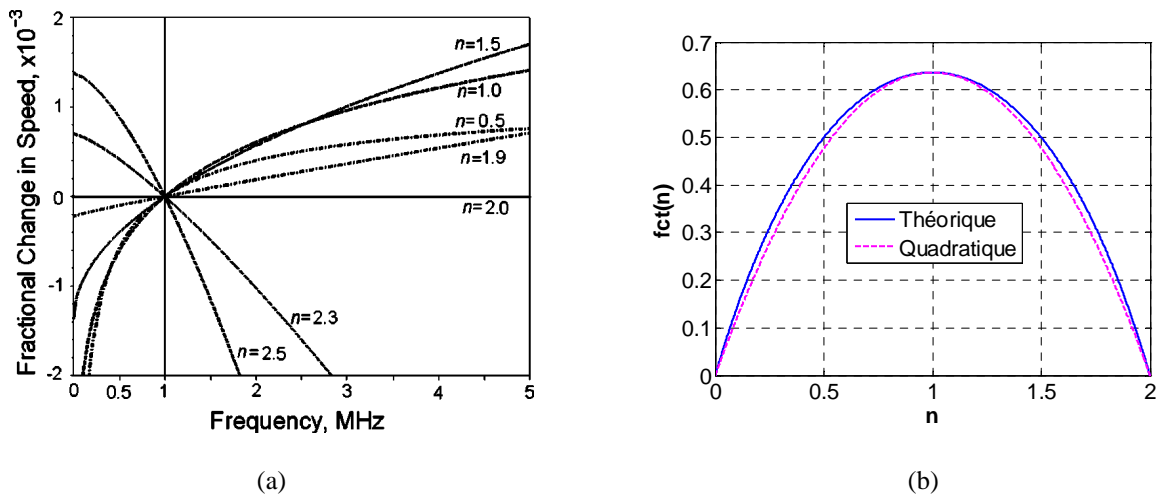 Fractional Change in Speed, x10⁻³
2
1
0
-1
-2
n=1.5
n=1.0
n=0.5
n=1.9
n=2.0
n=2.3
n=2.5
0 0.5 1 2 3 4 5
Frequency, MHz
(a)
fct(n)
0.7
0.6
0.5
0.4
0.3
0.2
0.1
0
Théorique
Quadratique
0 0.5 1 1.5 2
n
(b)